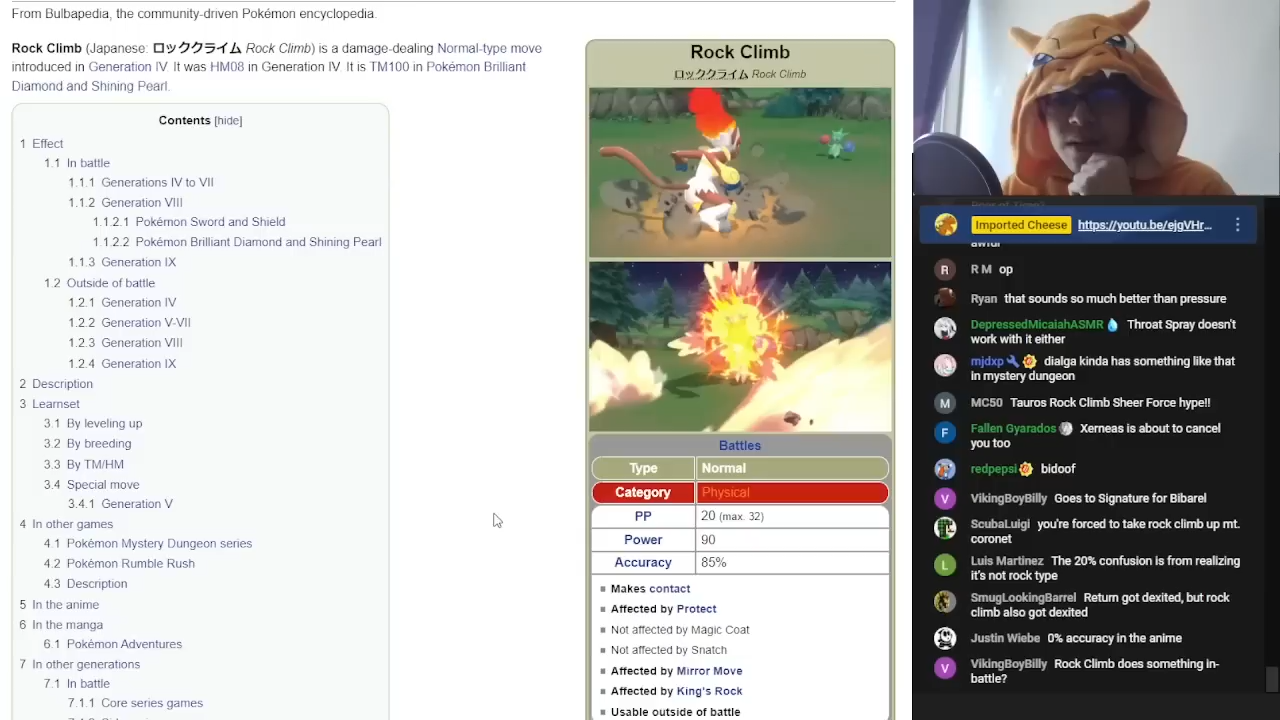 From Bulbapedia, the community-driven Pokémon encyclopedia.
Rock Climb (Japanese: ロッククライム Rock Climb) is a damage-dealing Normal-type move
introduced in Generation IV. It was HM08 in Generation IV. It is TM100 in Pokémon Brilliant
Diamond and Shining Pearl.
Contents [hide]
1 Effect
1.1 In battle
1.1.1 Generations IV to VII
1.1.2 Generation VIII
1.1.2.1 Pokémon Sword and Shield
1.1.2.2 Pokémon Brilliant Diamond and Shining Pearl
1.1.3 Generation IX
1.2 Outside of battle
1.2.1 Generation IV
1.2.2 Generation V-VII
1.2.3 Generation VIII
1.2.4 Generation IX
2 Description
3 Learnset
3.1 By leveling up
3.2 By breeding
3.3 By TM/HM
3.4 Special move
3.4.1 Generation V
4 In other games
4.1 Pokémon Mystery Dungeon series
4.2 Pokémon Rumble Rush
4.3 Description
5 In the anime
6 In the manga
6.1 Pokémon Adventures
7 In other generations
7.1 In battle
7.1.1 Core series games
Rock Climb
ロッククライム Rock Climb
Battles
Type Normal
Category Physical
PP 20 (max. 32)
Power 90
Accuracy 85%
Makes contact
Affected by Protect
Not affected by Magic Coat
Not affected by Snatch
Affected by Mirror Move
Affected by King's Rock
Usable outside of battle
Imported Cheese https://youtu.be/ejgVHr...
awful
R R M op
Ryan that sounds so much better than pressure
DepressedMicaiahASMR Throat Spray doesn't
work with it either
mjdxp dialga kinda has something like that
in mystery dungeon
M MC50 Tauros Rock Climb Sheer Force hype!!
F Fallen Gyarados Xerneas is about to cancel
you too
redpepsi bidoof
V VikingBoyBilly Goes to Signature for Bibarel
ScubaLuigi you're forced to take rock climb up mt.
coronet
L Luis Martinez The 20% confusion is from realizing
it's not rock type
SmugLookingBarrel Return got dexited, but rock
climb also got dexited
Justin Wiebe 0% accuracy in the anime
V VikingBoyBilly Rock Climb does something in-
battle?